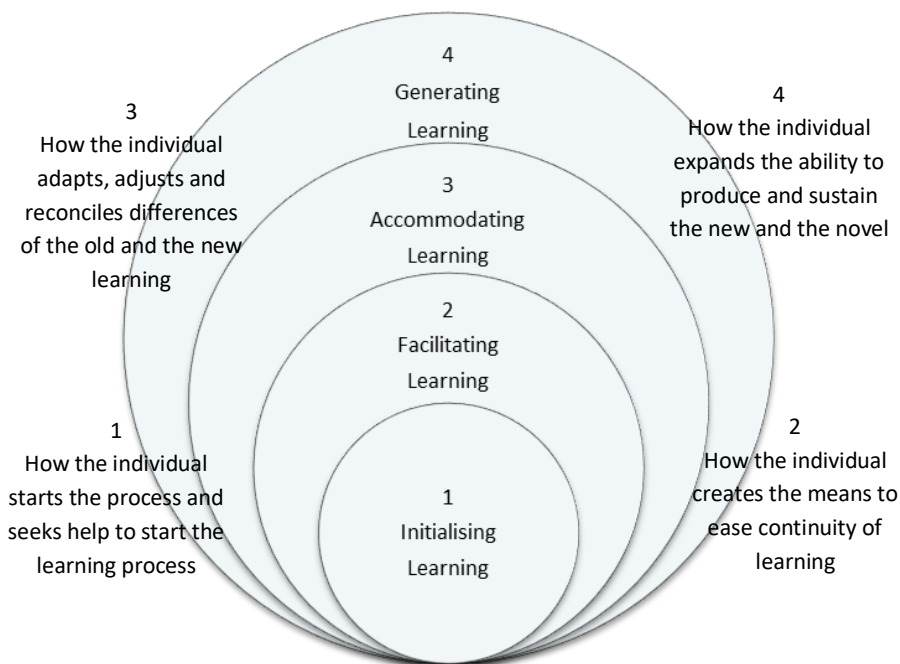 4
Generating
Learning
3
Accommodating
Learning
2
Facilitating
Learning
1
Initialising
Learning
3
How the individual
adapts, adjusts and
reconciles differences
of the old and the new
learning
4
How the individual
expands the ability to
produce and sustain
the new and the novel
1
How the individual
starts the process and
seeks help to start the
learning process
2
How the individual
creates the means to
ease continuity of
learning